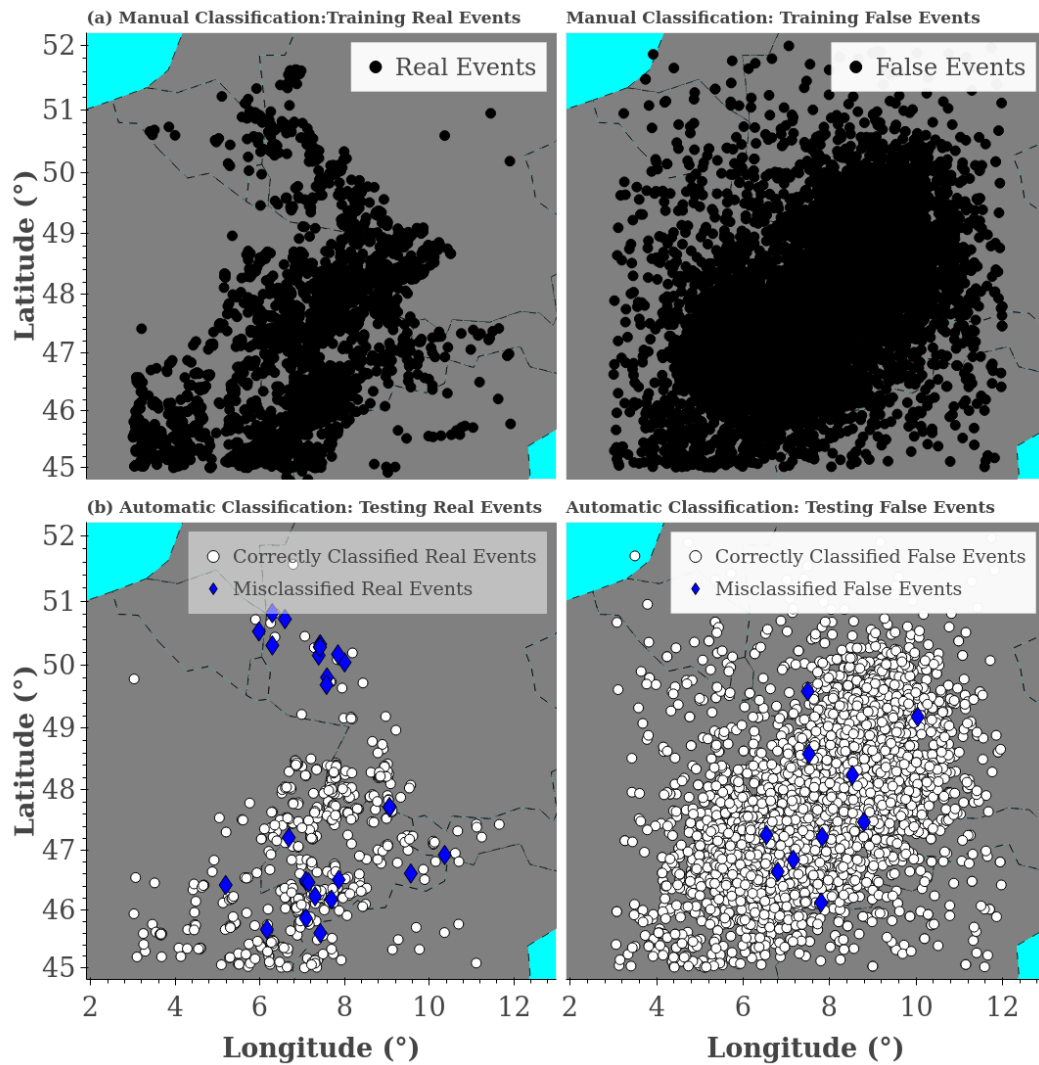 (a) Manual Classification:Training Real Events
Manual Classification: Training False Events
Real Events
False Events
52
51
50
49
48
47
46
45
Latitude (°)
(b) Automatic Classification: Testing Real Events
Automatic Classification: Testing False Events
Correctly Classified Real Events
Misclassified Real Events
Correctly Classified False Events
Misclassified False Events
52
51
50
49
48
47
46
45
Latitude (°)
2 4 6 8 10 12
2 4 6 8 10 12
Longitude (°)
Longitude (°)